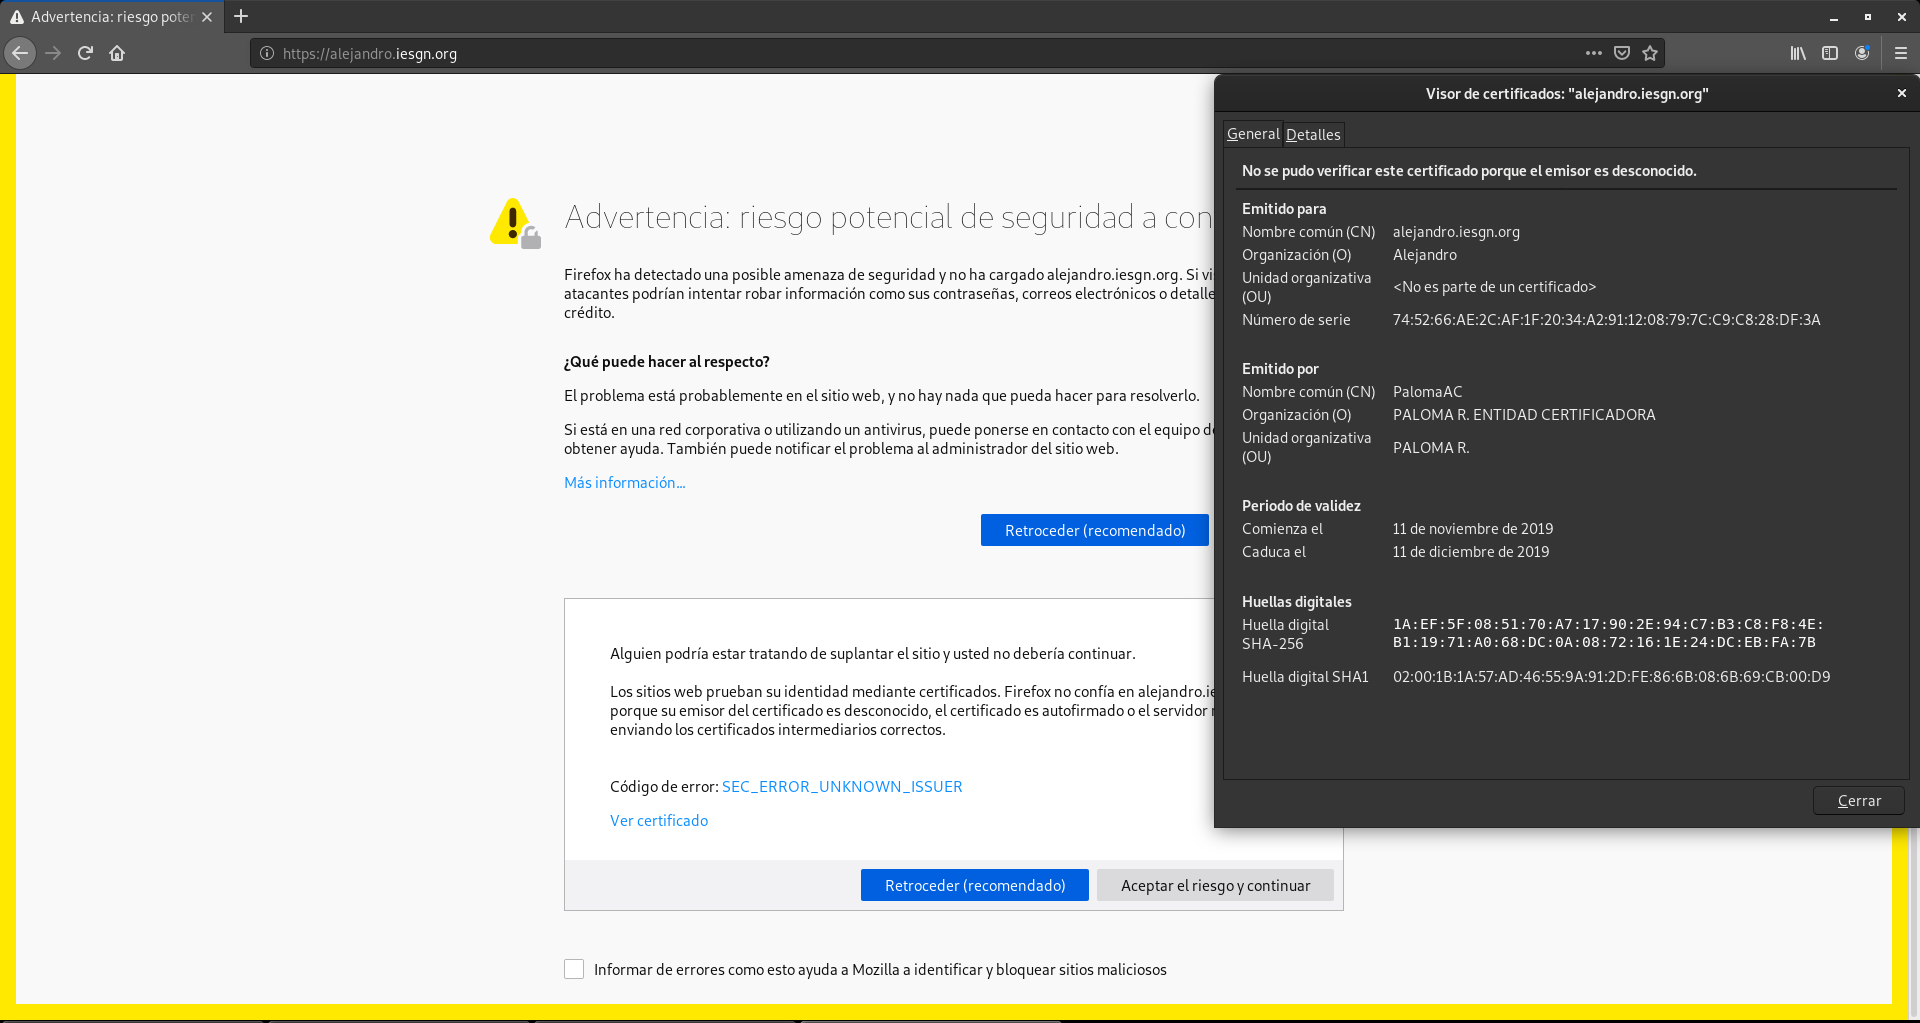 Advertencia: riesgo pote
https://alejandro.iesgn.org
Advertencia: riesgo potencial de seguridad a con
Firefox ha detectado una posible amenaza de seguridad y no ha cargado alejandro.iesgn.org. Si vi
atacantes podrían intentar robar información como sus contraseñas, correos electrónicos o detalle
crédito.
¿Qué puede hacer al respecto?
El problema está probablemente en el sitio web, y no hay nada que pueda hacer para resolverlo.
Si está en una red corporativa o utilizando un antivirus, puede ponerse en contacto con el equipo de
obtener ayuda. También puede notificar el problema al administrador del sitio web.
Más información...
Retroceder (recomendado)
Alguien podría estar tratando de suplantar el sitio y usted no debería continuar.
Los sitios web prueban su identidad mediante certificados. Firefox no confía en alejandro.ie
porque su emisor del certificado es desconocido, el certificado es autofirmado o el servidor
enviando los certificados intermediarios correctos.
Código de error: SEC_ERROR_UNKNOWN_ISSUER
Ver certificado
Retroceder (recomendado)
Aceptar el riesgo y continuar
Informar de errores como esto ayuda a Mozilla a identificar y bloquear sitios maliciosos
Visor de certificados: "alejandro.iesgn.org"
General
Detalles
No se pudo verificar este certificado porque el emisor es desconocido.
Emitido para
Nombre común (CN) alejandro.iesgn.org
Organización (O) Alejandro
Unidad organizativa
(OU) <No es parte de un certificado>
Número de serie 74:52:66:AE:2C:AF:1F:20:34:A2:91:12:08:79:7C:C9:C8:28:DF:3A
Emitido por
Nombre común (CN) PalomaAC
Organización (O) PALOMA R. ENTIDAD CERTIFICADORA
Unidad organizativa
(OU) PALOMA R.
Periodo de validez
Comienza el 11 de noviembre de 2019
Caduca el 11 de diciembre de 2019
Huellas digitales
Huella digital 1A:EF:5F:08:51:70:A7:17:90:2E:94:C7:B3:C8:F8:4E:
SHA-256 B1:19:71:A0:68:DC:0A:08:72:16:1E:24:DC:EB:FA:7B
Huella digital SHA1 02:00:1B:1A:57:AD:46:55:9A:91:2D:FE:86:6B:08:6B:69:CB:00:D9
Cerrar